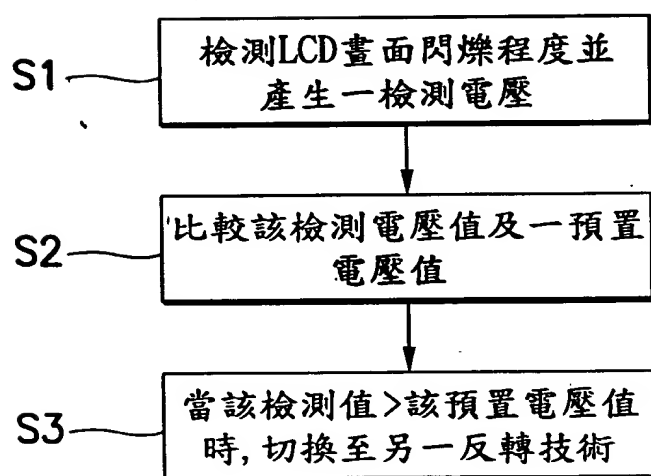 S1
檢測LCD畫面閃爍程度並
產生一檢測電壓
S2
比較該檢測電壓值及一預置
電壓值
S3
當該檢測值>該預置電壓值
時, 切換至另一反轉技術